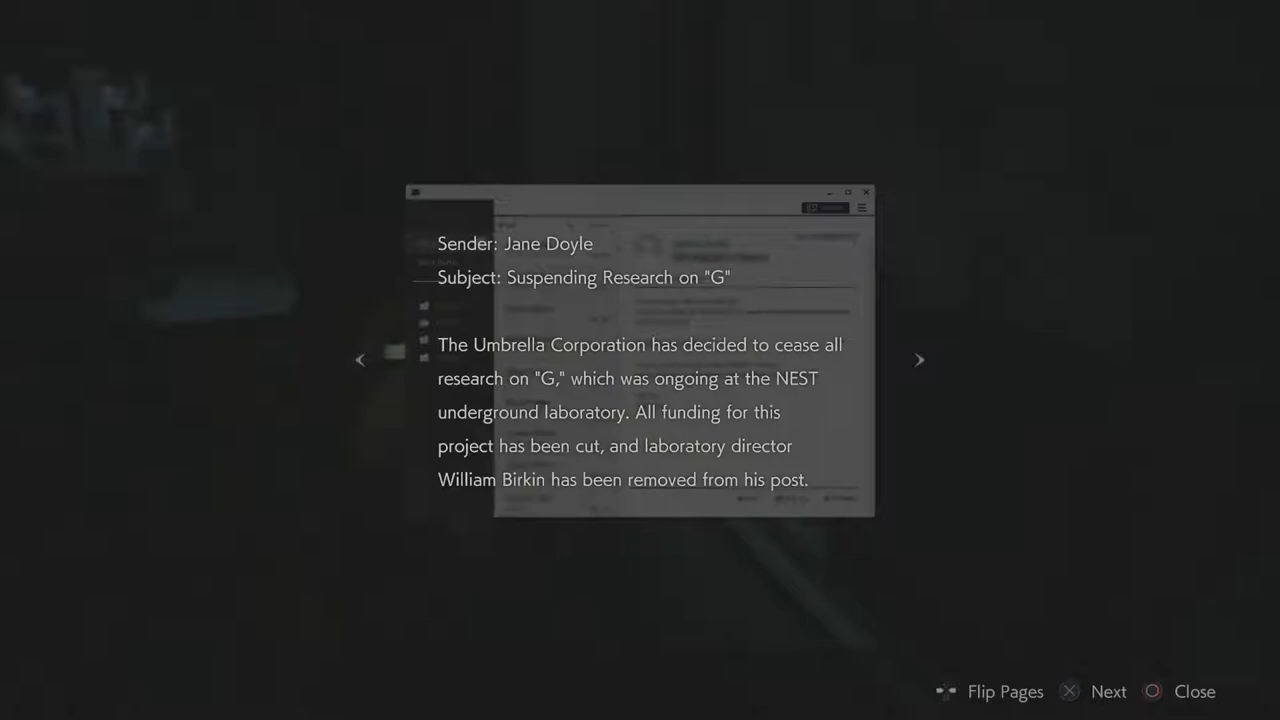 Sender: Jane Doyle
Subject: Suspending Research on "G"
The Umbrella Corporation has decided to cease all
research on "G," which was ongoing at the NEST
underground laboratory. All funding for this
project has been cut, and laboratory director
William Birkin has been removed from his post.
Flip Pages Next Close